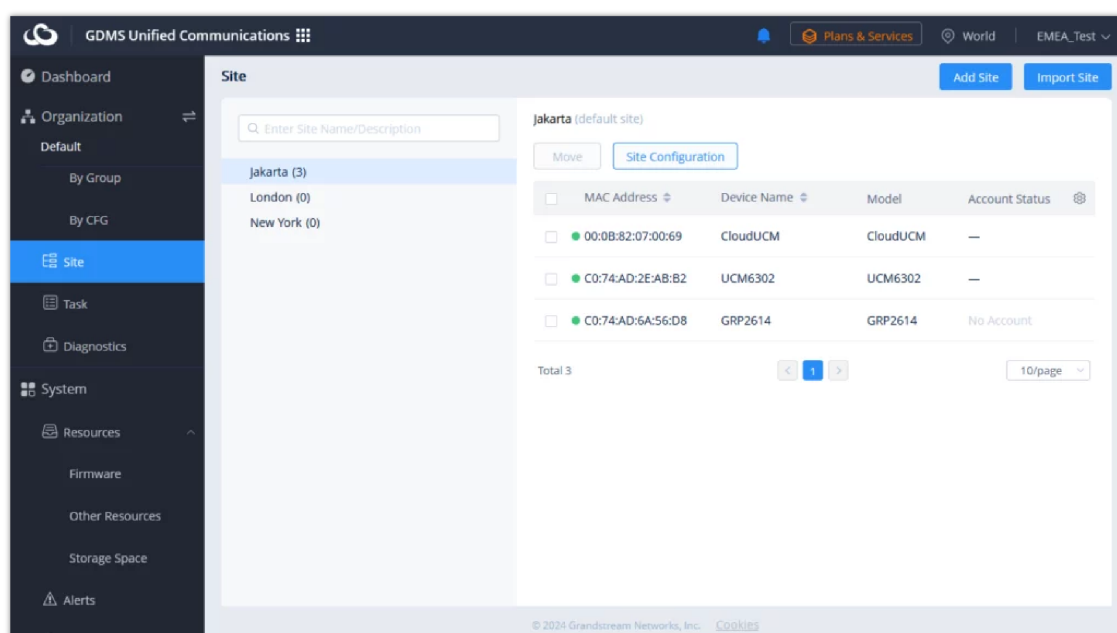 GDMS Unified Communications
Plans & Services
World
EMEA_Test
Dashboard
Organization
Default
By Group
By CFG
Site
Task
Diagnostics
System
Resources
Firmware
Other Resources
Storage Space
Alerts
Site
Add Site
Import Site
Enter Site Name/Description
Jakarta (3)
London (0)
New York (0)
Jakarta (default site)
Move
Site Configuration
MAC Address Device Name Model Account Status
00:0B:82:07:00:69 CloudUCM CloudUCM —
C0:74:AD:2E:AB:B2 UCM6302 UCM6302 —
C0:74:AD:6A:56:D8 GRP2614 GRP2614 No Account
Total 3
< 1 >
10/page
© 2024 Grandstream Networks, Inc. Cookies